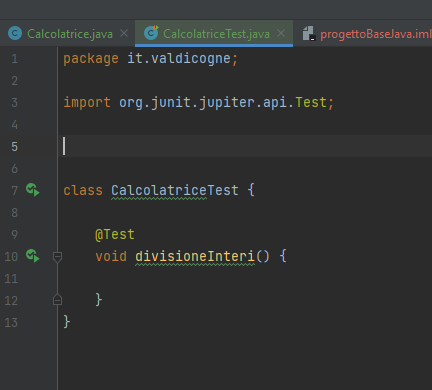 Calcolatrice.java CalcolatriceTest.java progettoBaseJava.iml
1 package it.valdicogne;
2
3 import org.junit.jupiter.api.Test;
4
5
6
7 class CalcolatriceTest {
8
9 @Test
10 void divisioneInteri() {
11
12 }
13 }